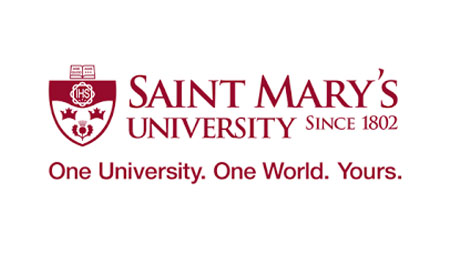 IHS
SAINT MARY'S
UNIVERSITY SINCE 1802
One University. One World. Yours.